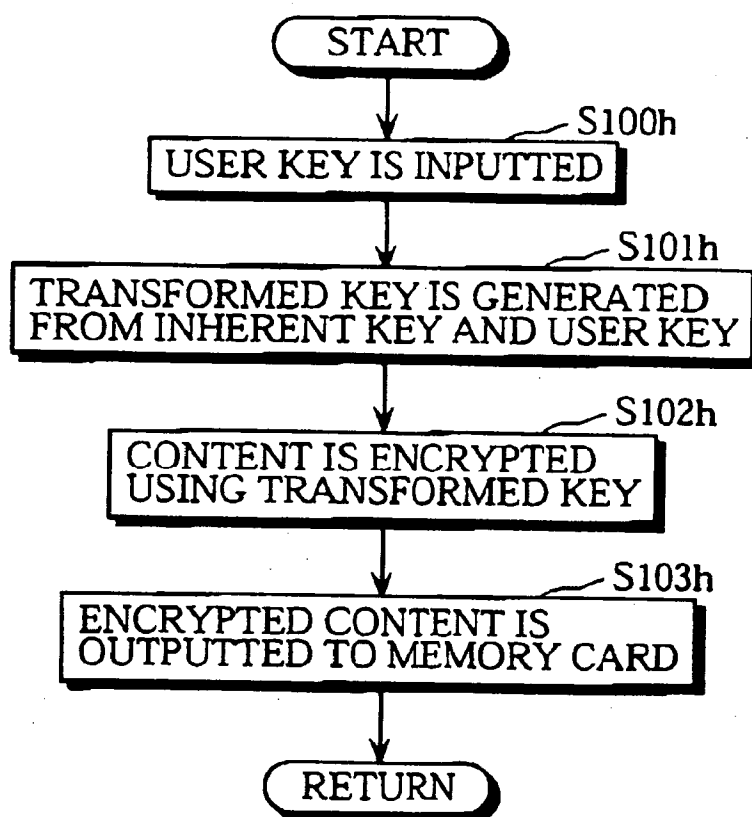 START
S100h
USER KEY IS INPUTTED
S101h
TRANSFORMED KEY IS GENERATED
FROM INHERENT KEY AND USER KEY
S102h
CONTENT IS ENCRYPTED
USING TRANSFORMED KEY
S103h
ENCRYPTED CONTENT IS
OUTPUTTED TO MEMORY CARD
RETURN